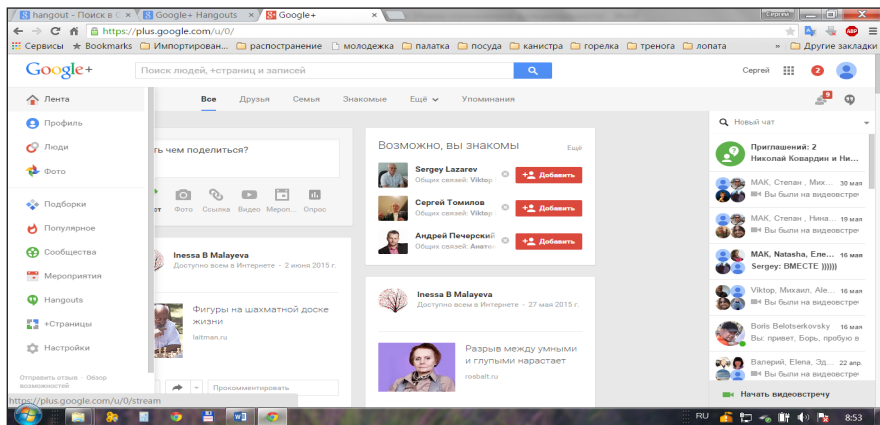 hangout - Поиск в
Google+ Hangouts
Google+
https://plus.google.com/u/0/
Сервисы
Bookmarks
Импортирован...
распостранение
молодежка
палатка
посуда
канистра
горелка
тренога
лопата
»
Другие закладки
Google+
Поиск людей, +страниц и записей
Сергей
2
Лента
Профиль
Люди
Фото
Подборки
Популярное
Сообщества
Мероприятия
Hangouts
+Страницы
Настройки
Отправить отзыв · Обзор
возможностей
https://plus.google.com/u/0/stream
Все
Друзья
Семья
Знакомые
Ещё
Упоминания
9
ть чем поделиться?
Фото
Ссылка
Видео
Мероп...
Опрос
Inessa B Malayeva
Доступно всем в Интернете - 2 июня 2015 г.
Фигуры на шахматной доске
жизни
laitman.ru
Прокомментировать
Возможно, вы знакомы
Ещё
Sergey Lazarev
Общих связей: Viktop
Добавить
Сергей Томилов
Общих связей: Viktop
Добавить
Андрей Печерский
Общих связей: Анато
Добавить
Inessa B Malayeva
Доступно всем в Интернете - 27 мая 2015 г.
Разрыв между умными
и глупыми нарастает
rosbalt.ru
Новый чат
Приглашений: 2
Николай Ковардин и Ни...
МАК, Степан , Мих... 30 мая
Вы были на видеовстре
МАК, Степан , Нина... 19 мая
Вы были на видеовстре
МАК, Natasha, Еле... 16 мая
Sergey: ВМЕСТЕ ))))))
Viktop, Михаил, Ale... 16 мая
Вы были на видеовстре
Boris Belotserkovsky 16 мая
Вы: привет, Борь, пробую в
Валерий, Elena, Эд... 22 апр.
Вы были на видеовстре
Начать видеовстречу
RU
8:53